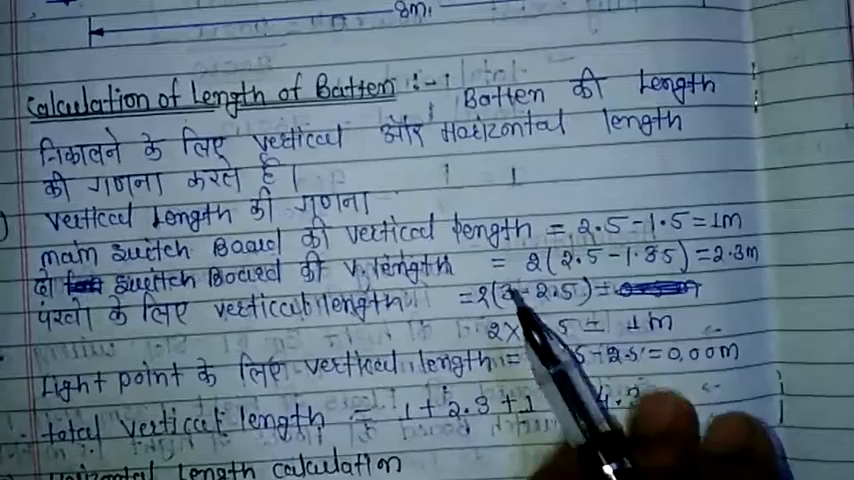 2m.
Calculation of Length of Batten :-
Batten की Length
निकालने के लिए vertical और Horizontal length
की गणना करते है।
vertical Length की गणना
main switch Board की vertical length = 2.5-1.5=1m
दो switch Board की v. length = 2(2.5-1.35)=2.3m
पंखो के लिए vertical length = 2(3-2.5)=
2× 5 = 1m
Light point के लिए vertical length = 5-2.5=0.00m
total vertical length = 1+2.3+1 4.3
Length calculation